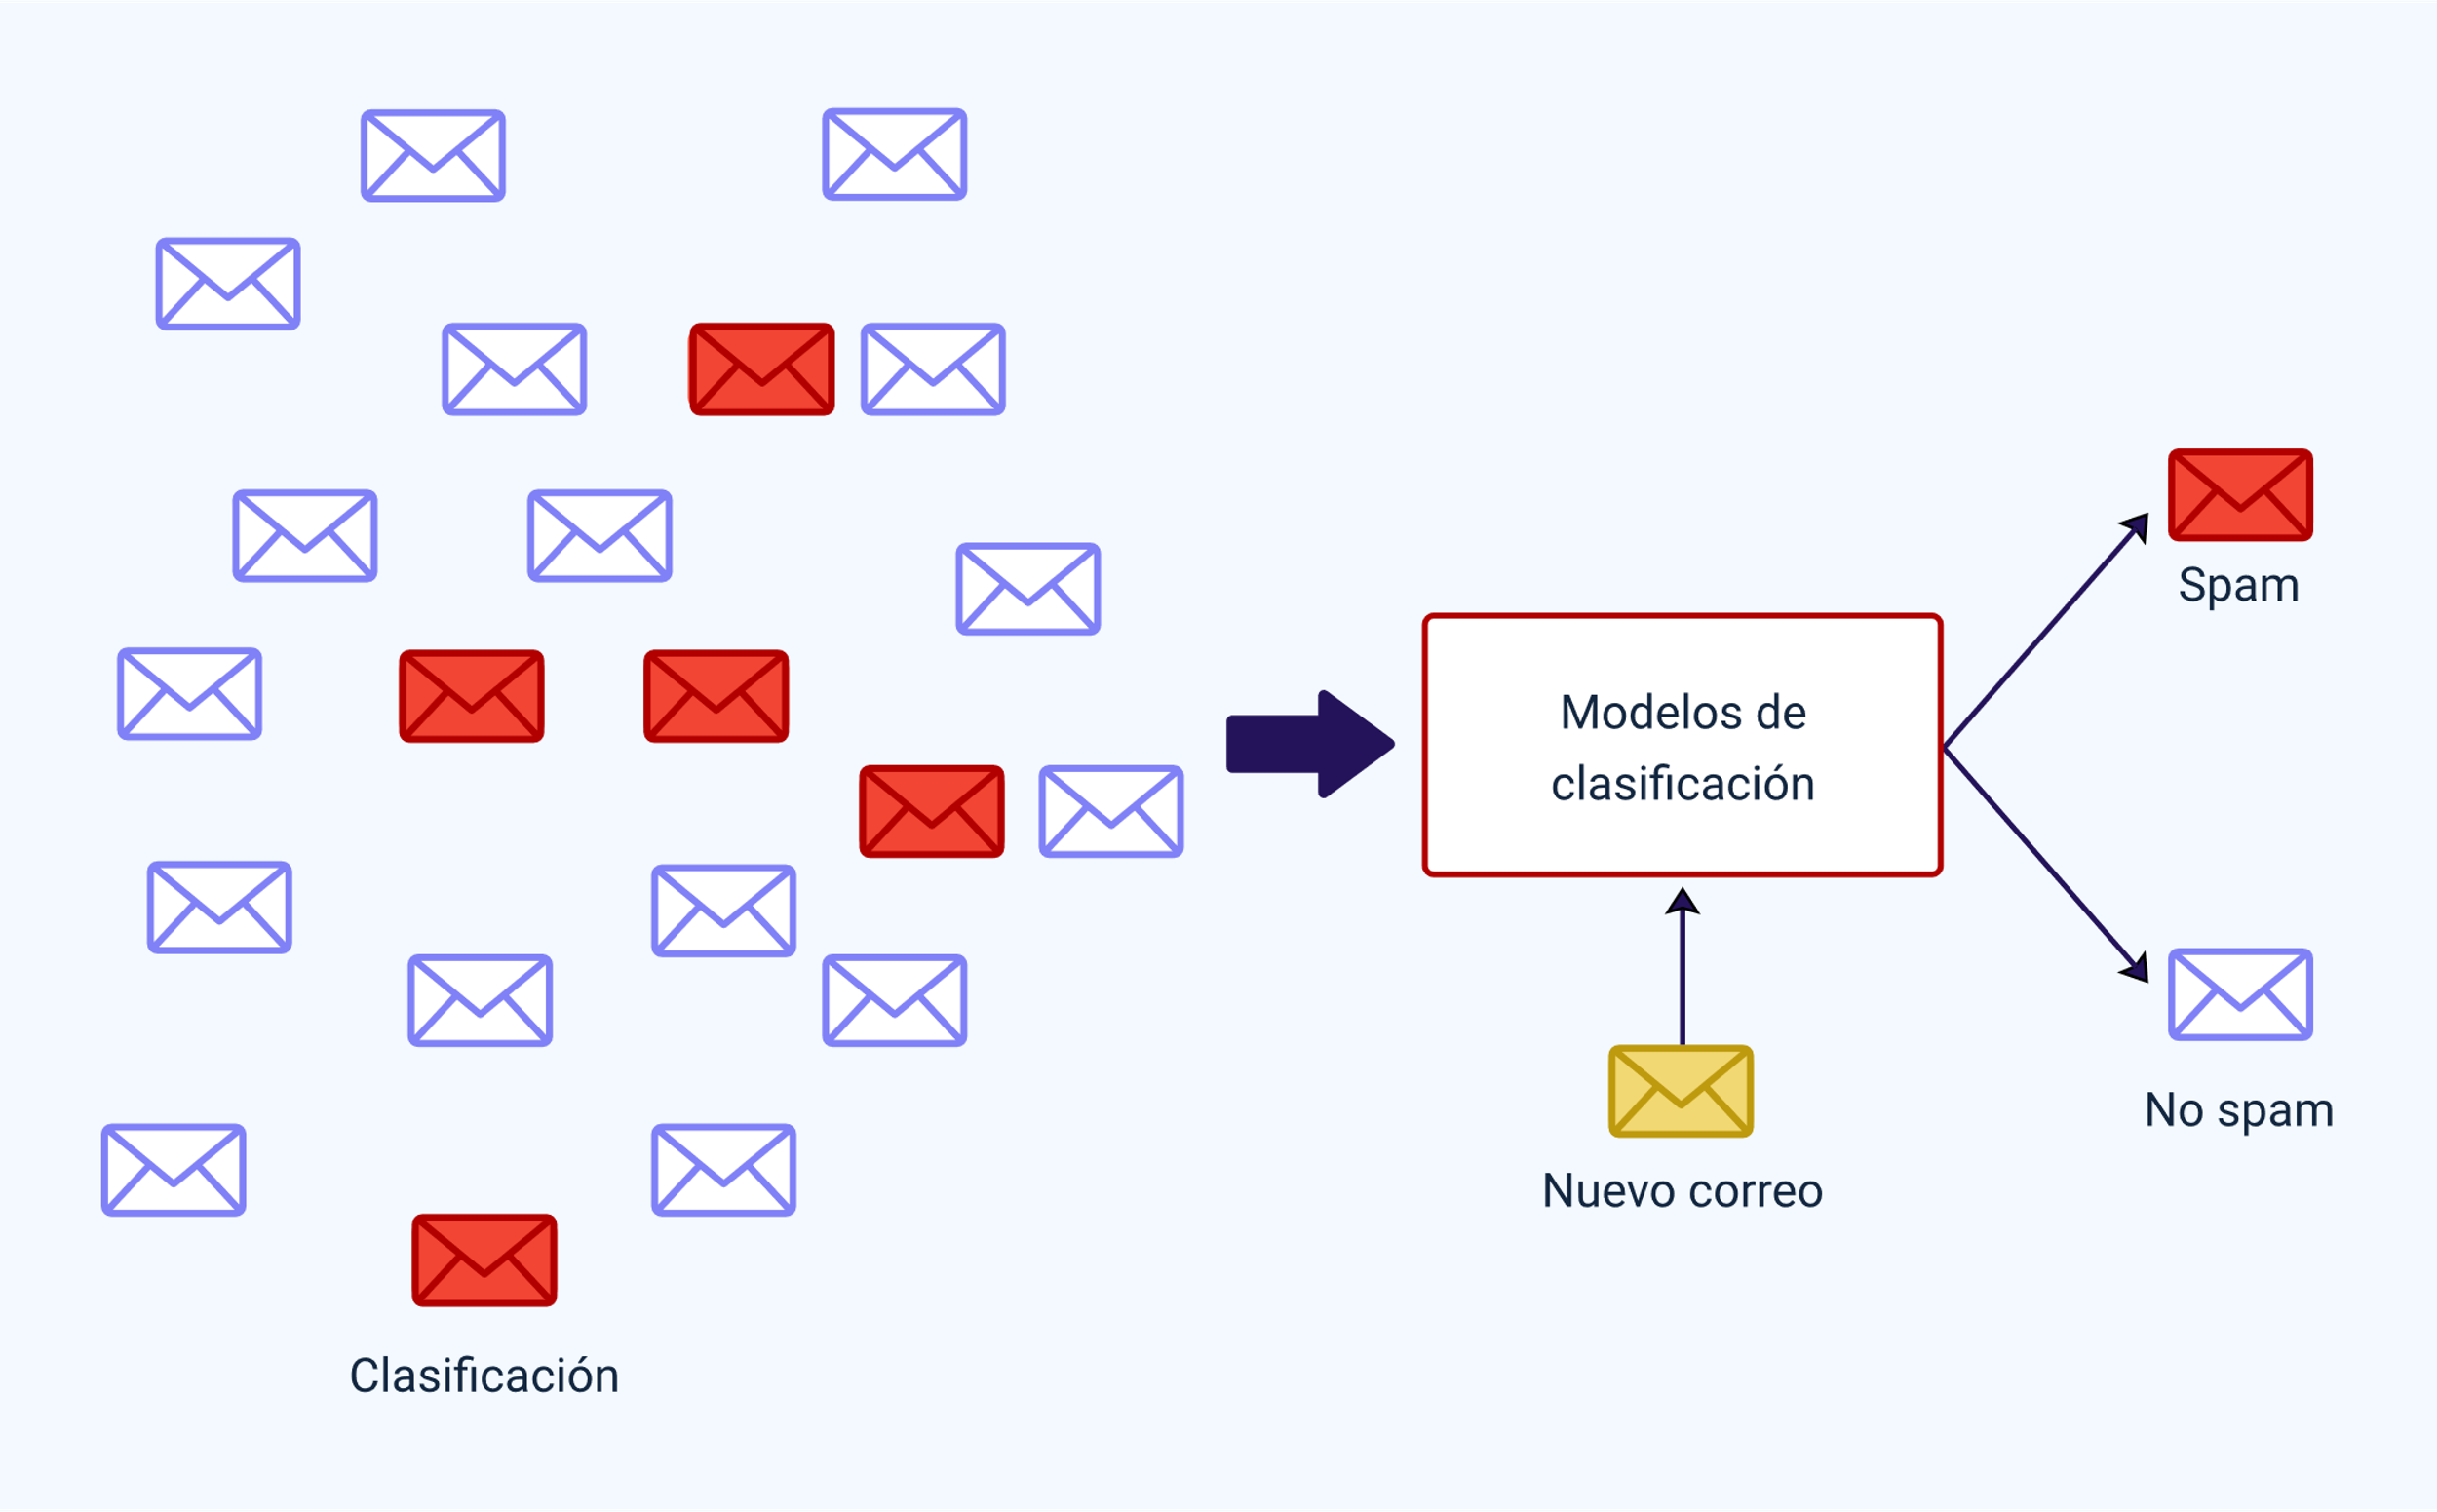 Spam
Modelos de
clasificación
No spam
Nuevo correo
Clasificación